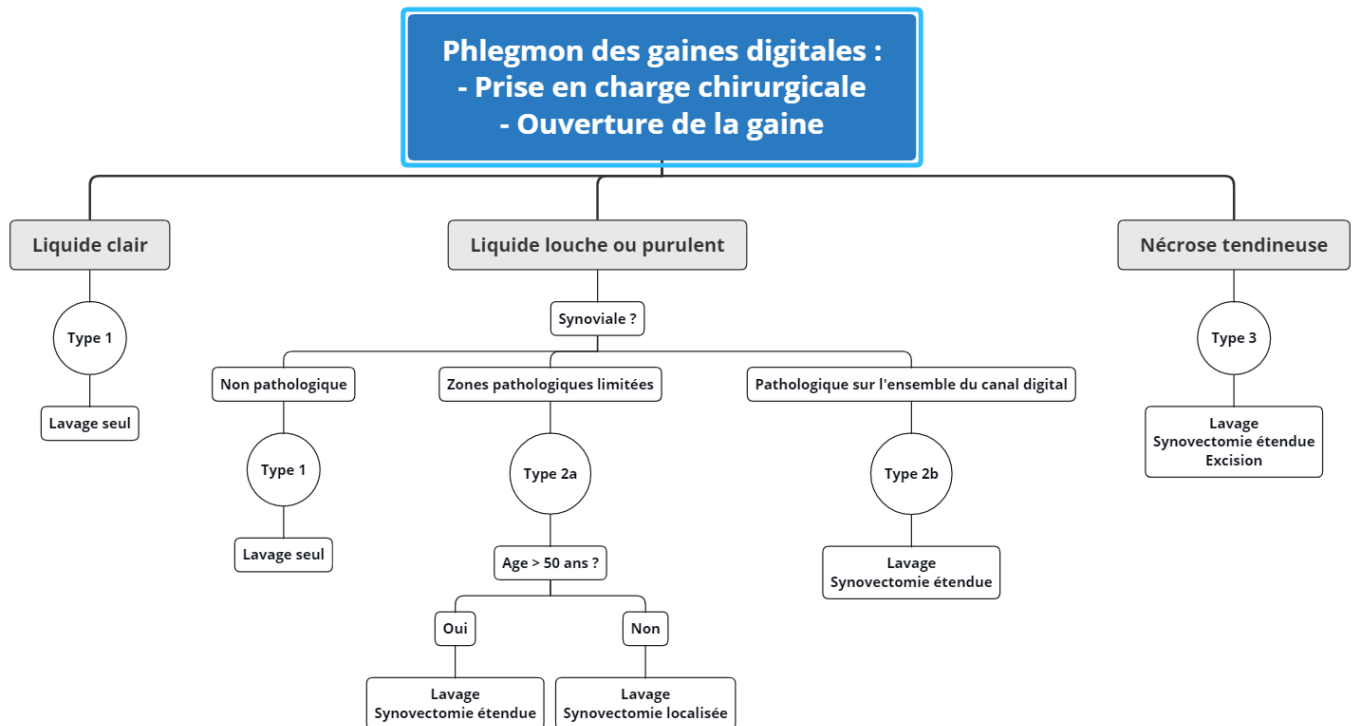 Phlegmon des gaines digitales :
- Prise en charge chirurgicale
- Ouverture de la gaine
Liquide clair
Liquide louche ou purulent
Nécrose tendineuse
Type 1
Synoviale ?
Type 3
Non pathologique
Zones pathologiques limitées
Pathologique sur l'ensemble du canal digital
Lavage seul
Lavage
Synovectomie étendue
Excision
Type 1
Type 2a
Type 2b
Lavage seul
Age > 50 ans ?
Lavage
Synovectomie étendue
Oui
Non
Lavage
Synovectomie étendue
Lavage
Synovectomie localisée